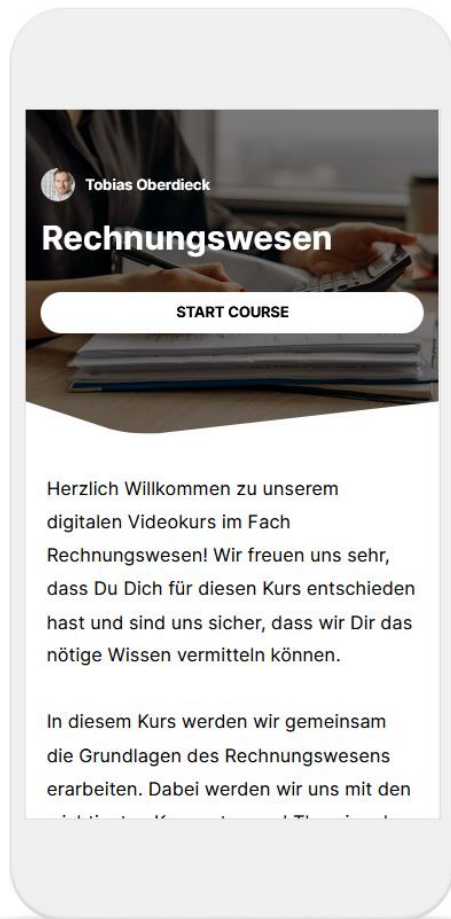 Tobias Oberdieck
Rechnungswesen
START COURSE
Herzlich Willkommen zu unserem
digitalen Videokurs im Fach
Rechnungswesen! Wir freuen uns sehr,
dass Du Dich für diesen Kurs entschieden
hast und sind uns sicher, dass wir Dir das
nötige Wissen vermitteln können.
In diesem Kurs werden wir gemeinsam
die Grundlagen des Rechnungswesens
erarbeiten. Dabei werden wir uns mit den